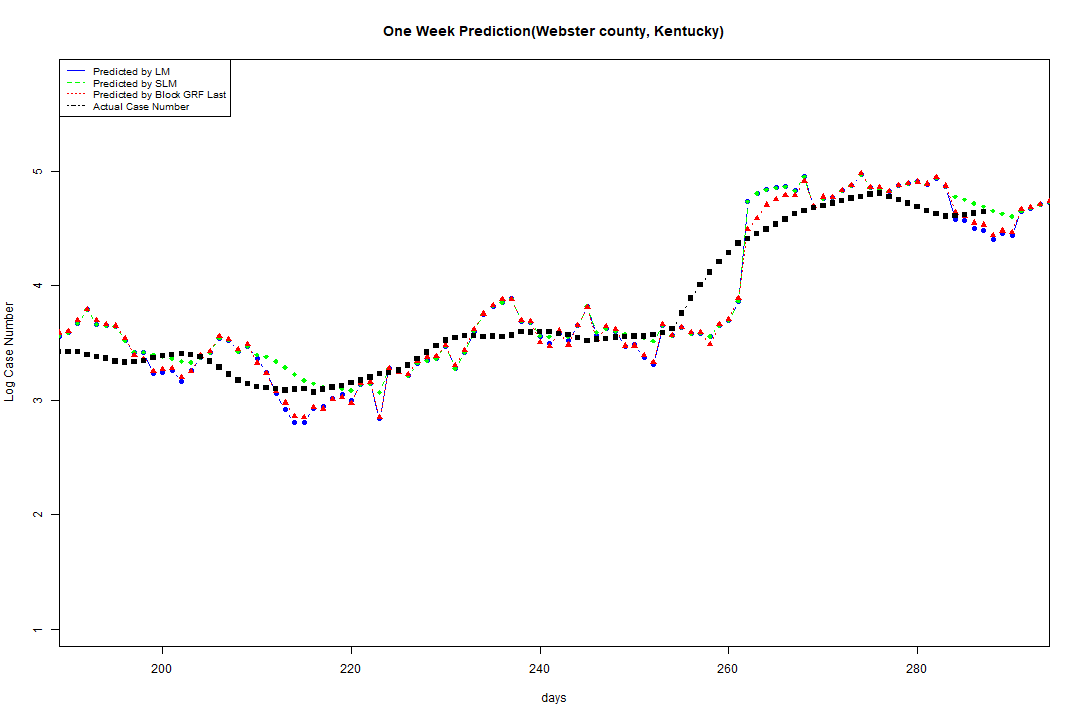 One Week Prediction(Webster county, Kentucky)
Predicted by LM
Predicted by SLM
Predicted by Block GRF Last
Actual Case Number
5
4
3
2
1
Log Case Number
200 220 240 260 280
days